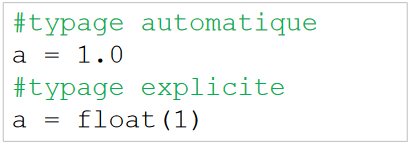 #typage automatique
a = 1.0
#typage explicite
a = float(1)